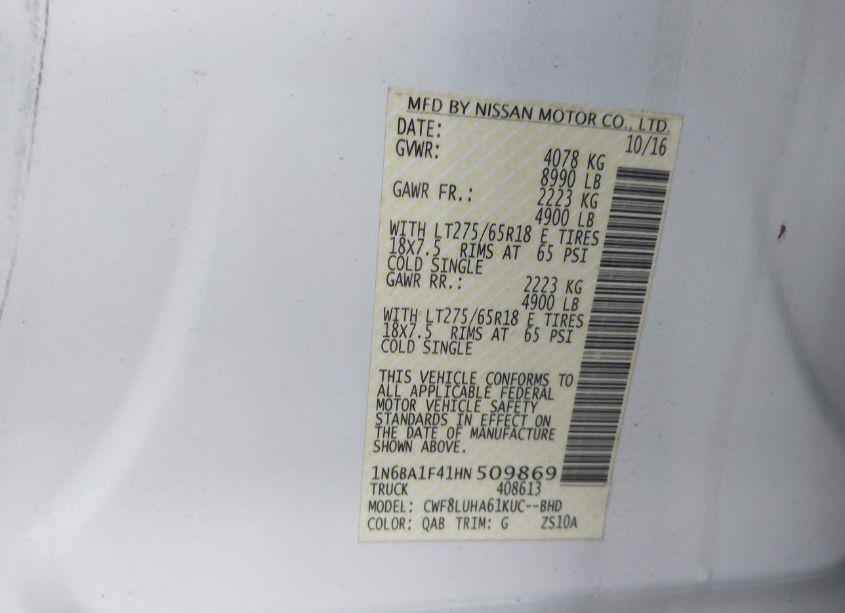 MFD BY NISSAN MOTOR CO., LTD.
DATE: 10/16
GVWR: 4078 KG
8990 LB
GAWR FR.: 2223 KG
4900 LB
WITH LT275/65R18 E TIRES
18X7.5 RIMS AT 65 PSI
COLD SINGLE
GAWR RR.: 2223 KG
4900 LB
WITH LT275/65R18 E TIRES
18X7.5 RIMS AT 65 PSI
COLD SINGLE
THIS VEHICLE CONFORMS TO
ALL APPLICABLE FEDERAL
MOTOR VEHICLE SAFETY
STANDARDS IN EFFECT ON
THE DATE OF MANUFACTURE
SHOWN ABOVE.
1N6BA1F41HN509869
TRUCK 408613
MODEL: CWF8LUHA61KUC--BHD
COLOR: QAB TRIM: G ZS10A